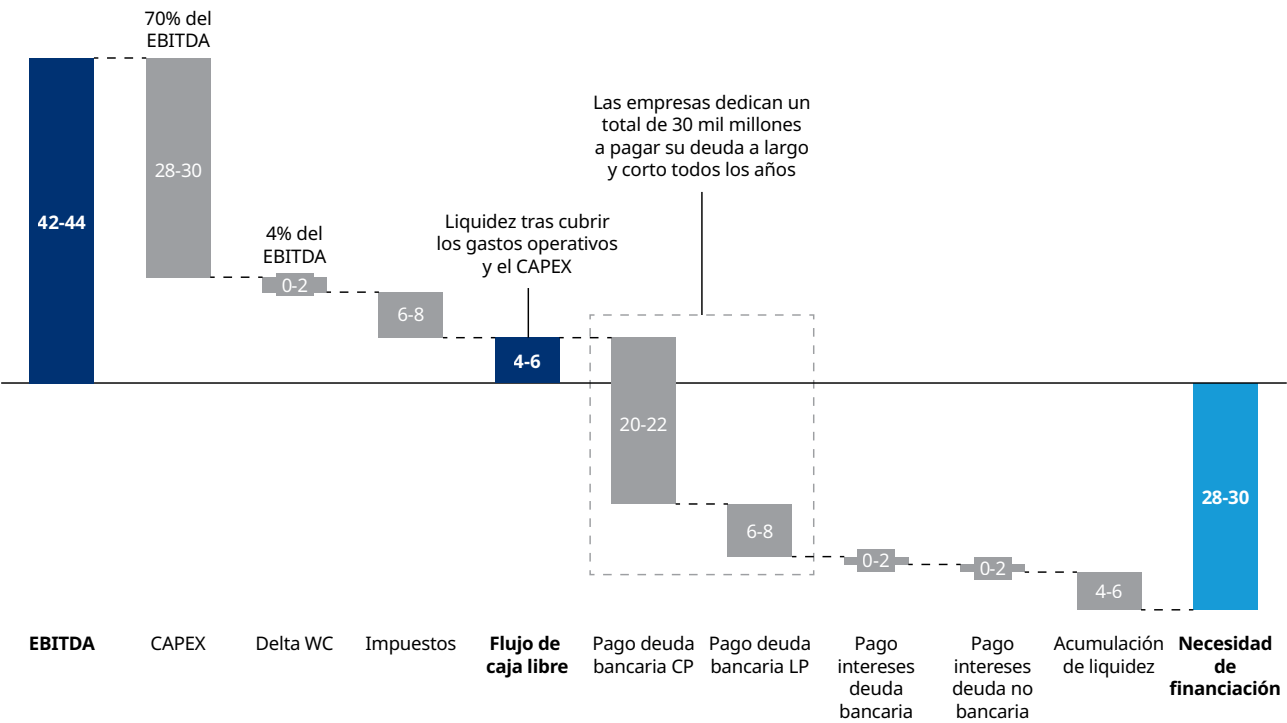 70% del
EBITDA
Las empresas dedican un
total de 30 mil millones
a pagar su deuda a largo
y corto todos los años
28-30
42-44
4% del
EBITDA
Liquidez tras cubrir
los gastos operativos
y el CAPEX
0-2
6-8
4-6
20-22
28-30
6-8
0-2
0-2
4-6
EBITDA
CAPEX
Delta WC
Impuestos
Flujo de
caja libre
Pago deuda
bancaria CP
Pago deuda
bancaria LP
Pago
intereses
deuda
bancaria
Pago
intereses
deuda no
bancaria
Acumulación
de liquidez
Necesidad
de
financiación